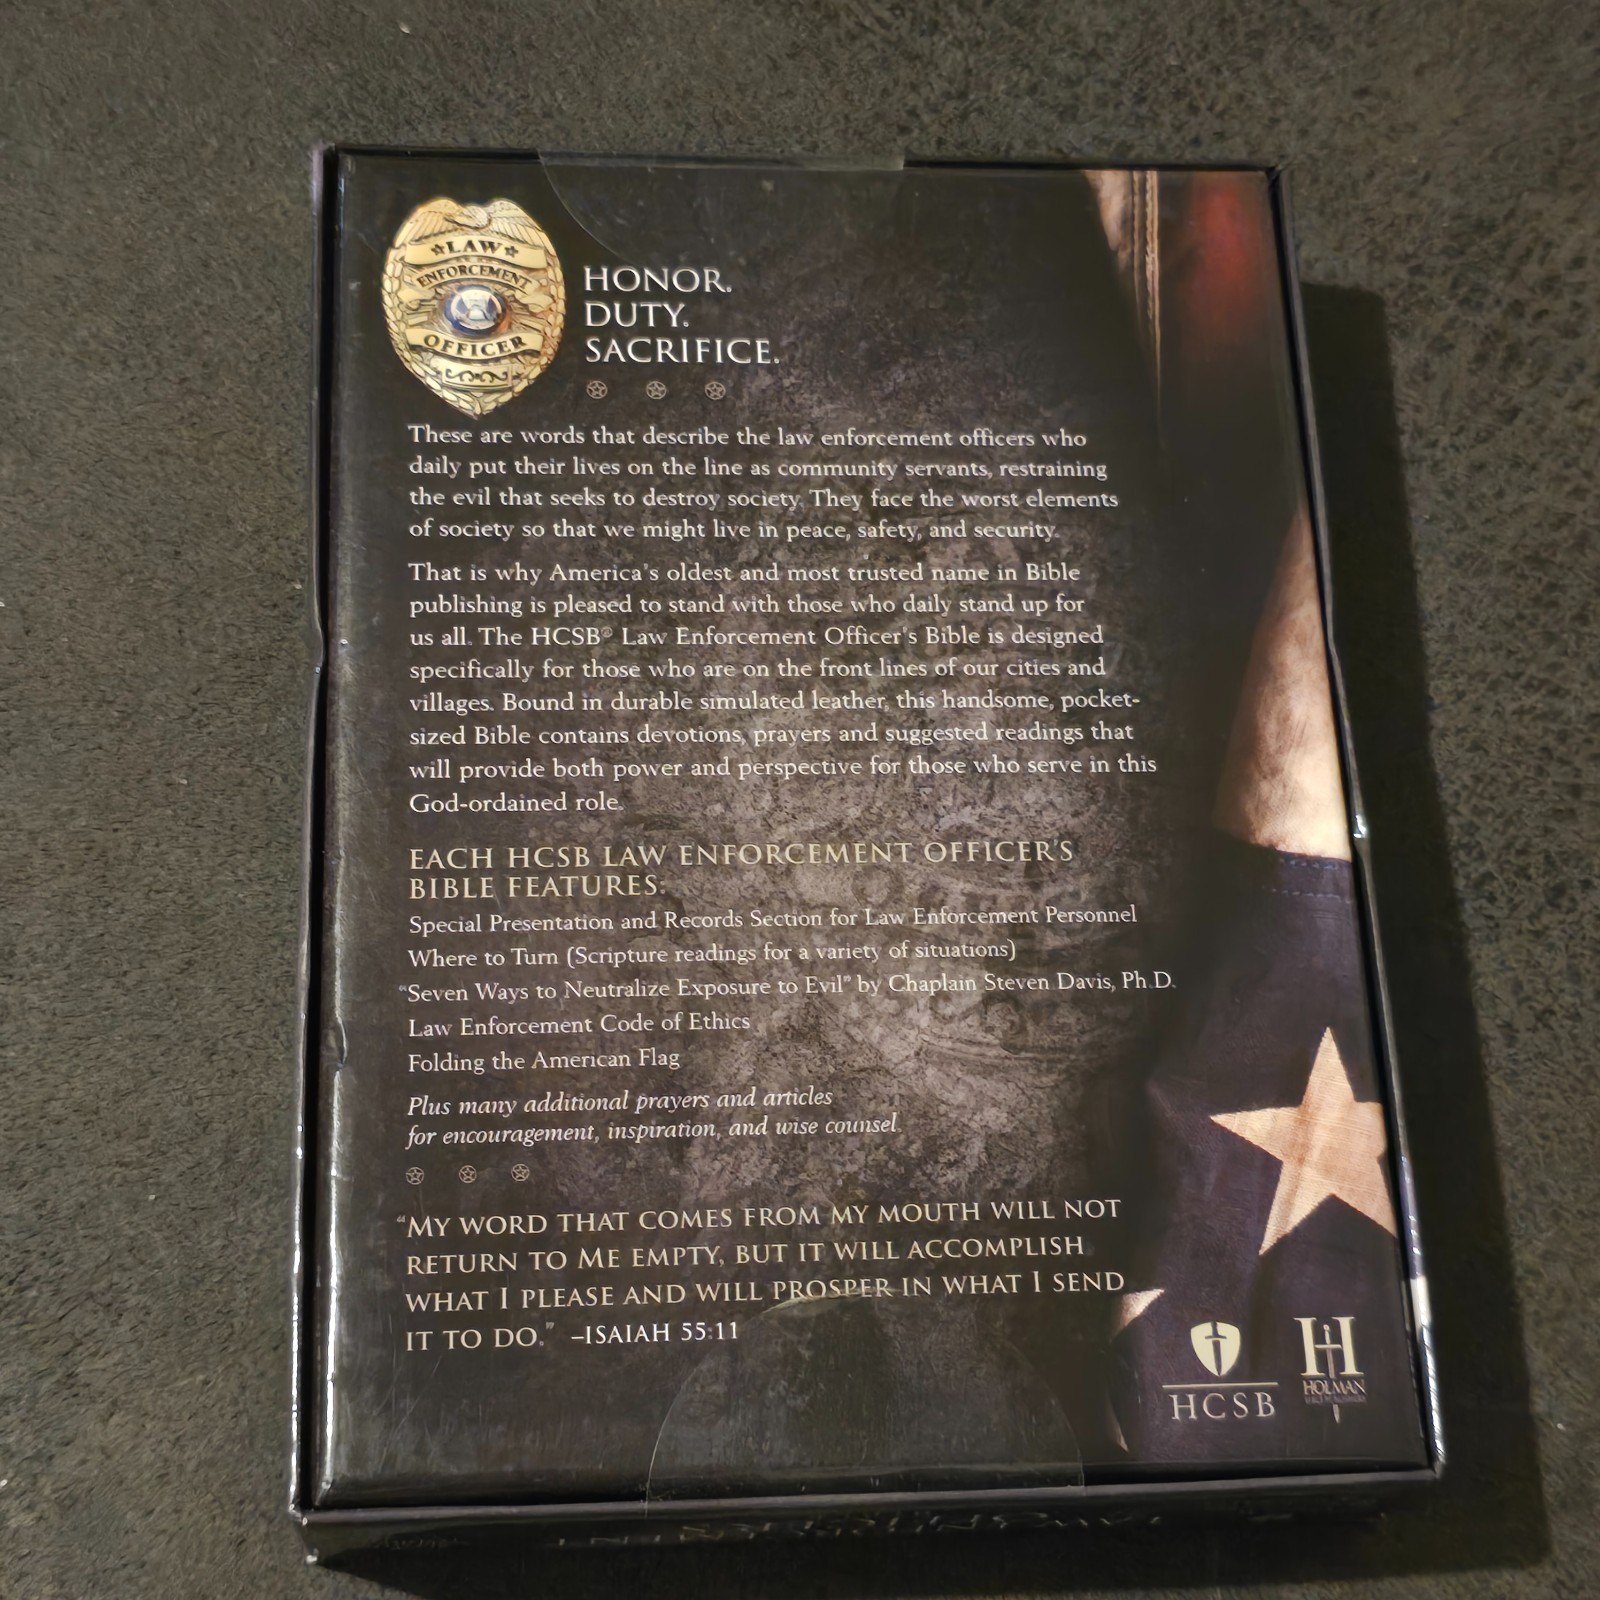 LAW
ENFORCEMENT
OFFICER
HONOR.
DUTY.
SACRIFICE.
These are words that describe the law enforcement officers who
daily put their lives on the line as community servants, restraining
the evil that seeks to destroy society. They face the worst elements
of society so that we might live in peace, safety, and security.
That is why America's oldest and most trusted name in Bible
publishing is pleased to stand with those who daily stand up for
us all. The HCSB® Law Enforcement Officer's Bible is designed
specifically for those who are on the front lines of our cities and
villages. Bound in durable simulated leather, this handsome, pocket-
sized Bible contains devotions, prayers and suggested readings that
will provide both power and perspective for those who serve in this
God-ordained role.
EACH HCSB LAW ENFORCEMENT OFFICER'S
BIBLE FEATURES:
Special Presentation and Records Section for Law Enforcement Personnel
Where to Turn (Scripture readings for a variety of situations)
"Seven Ways to Neutralize Exposure to Evil" by Chaplain Steven Davis, Ph.D.
Law Enforcement Code of Ethics
Folding the American Flag
Plus many additional prayers and articles
for encouragement, inspiration, and wise counsel.
"MY WORD THAT COMES FROM MY MOUTH WILL NOT
RETURN TO ME EMPTY, BUT IT WILL ACCOMPLISH
WHAT I PLEASE AND WILL PROSPER IN WHAT I SEND
IT TO DO." –ISAIAH 55:11
HCSB
H
HOLMAN